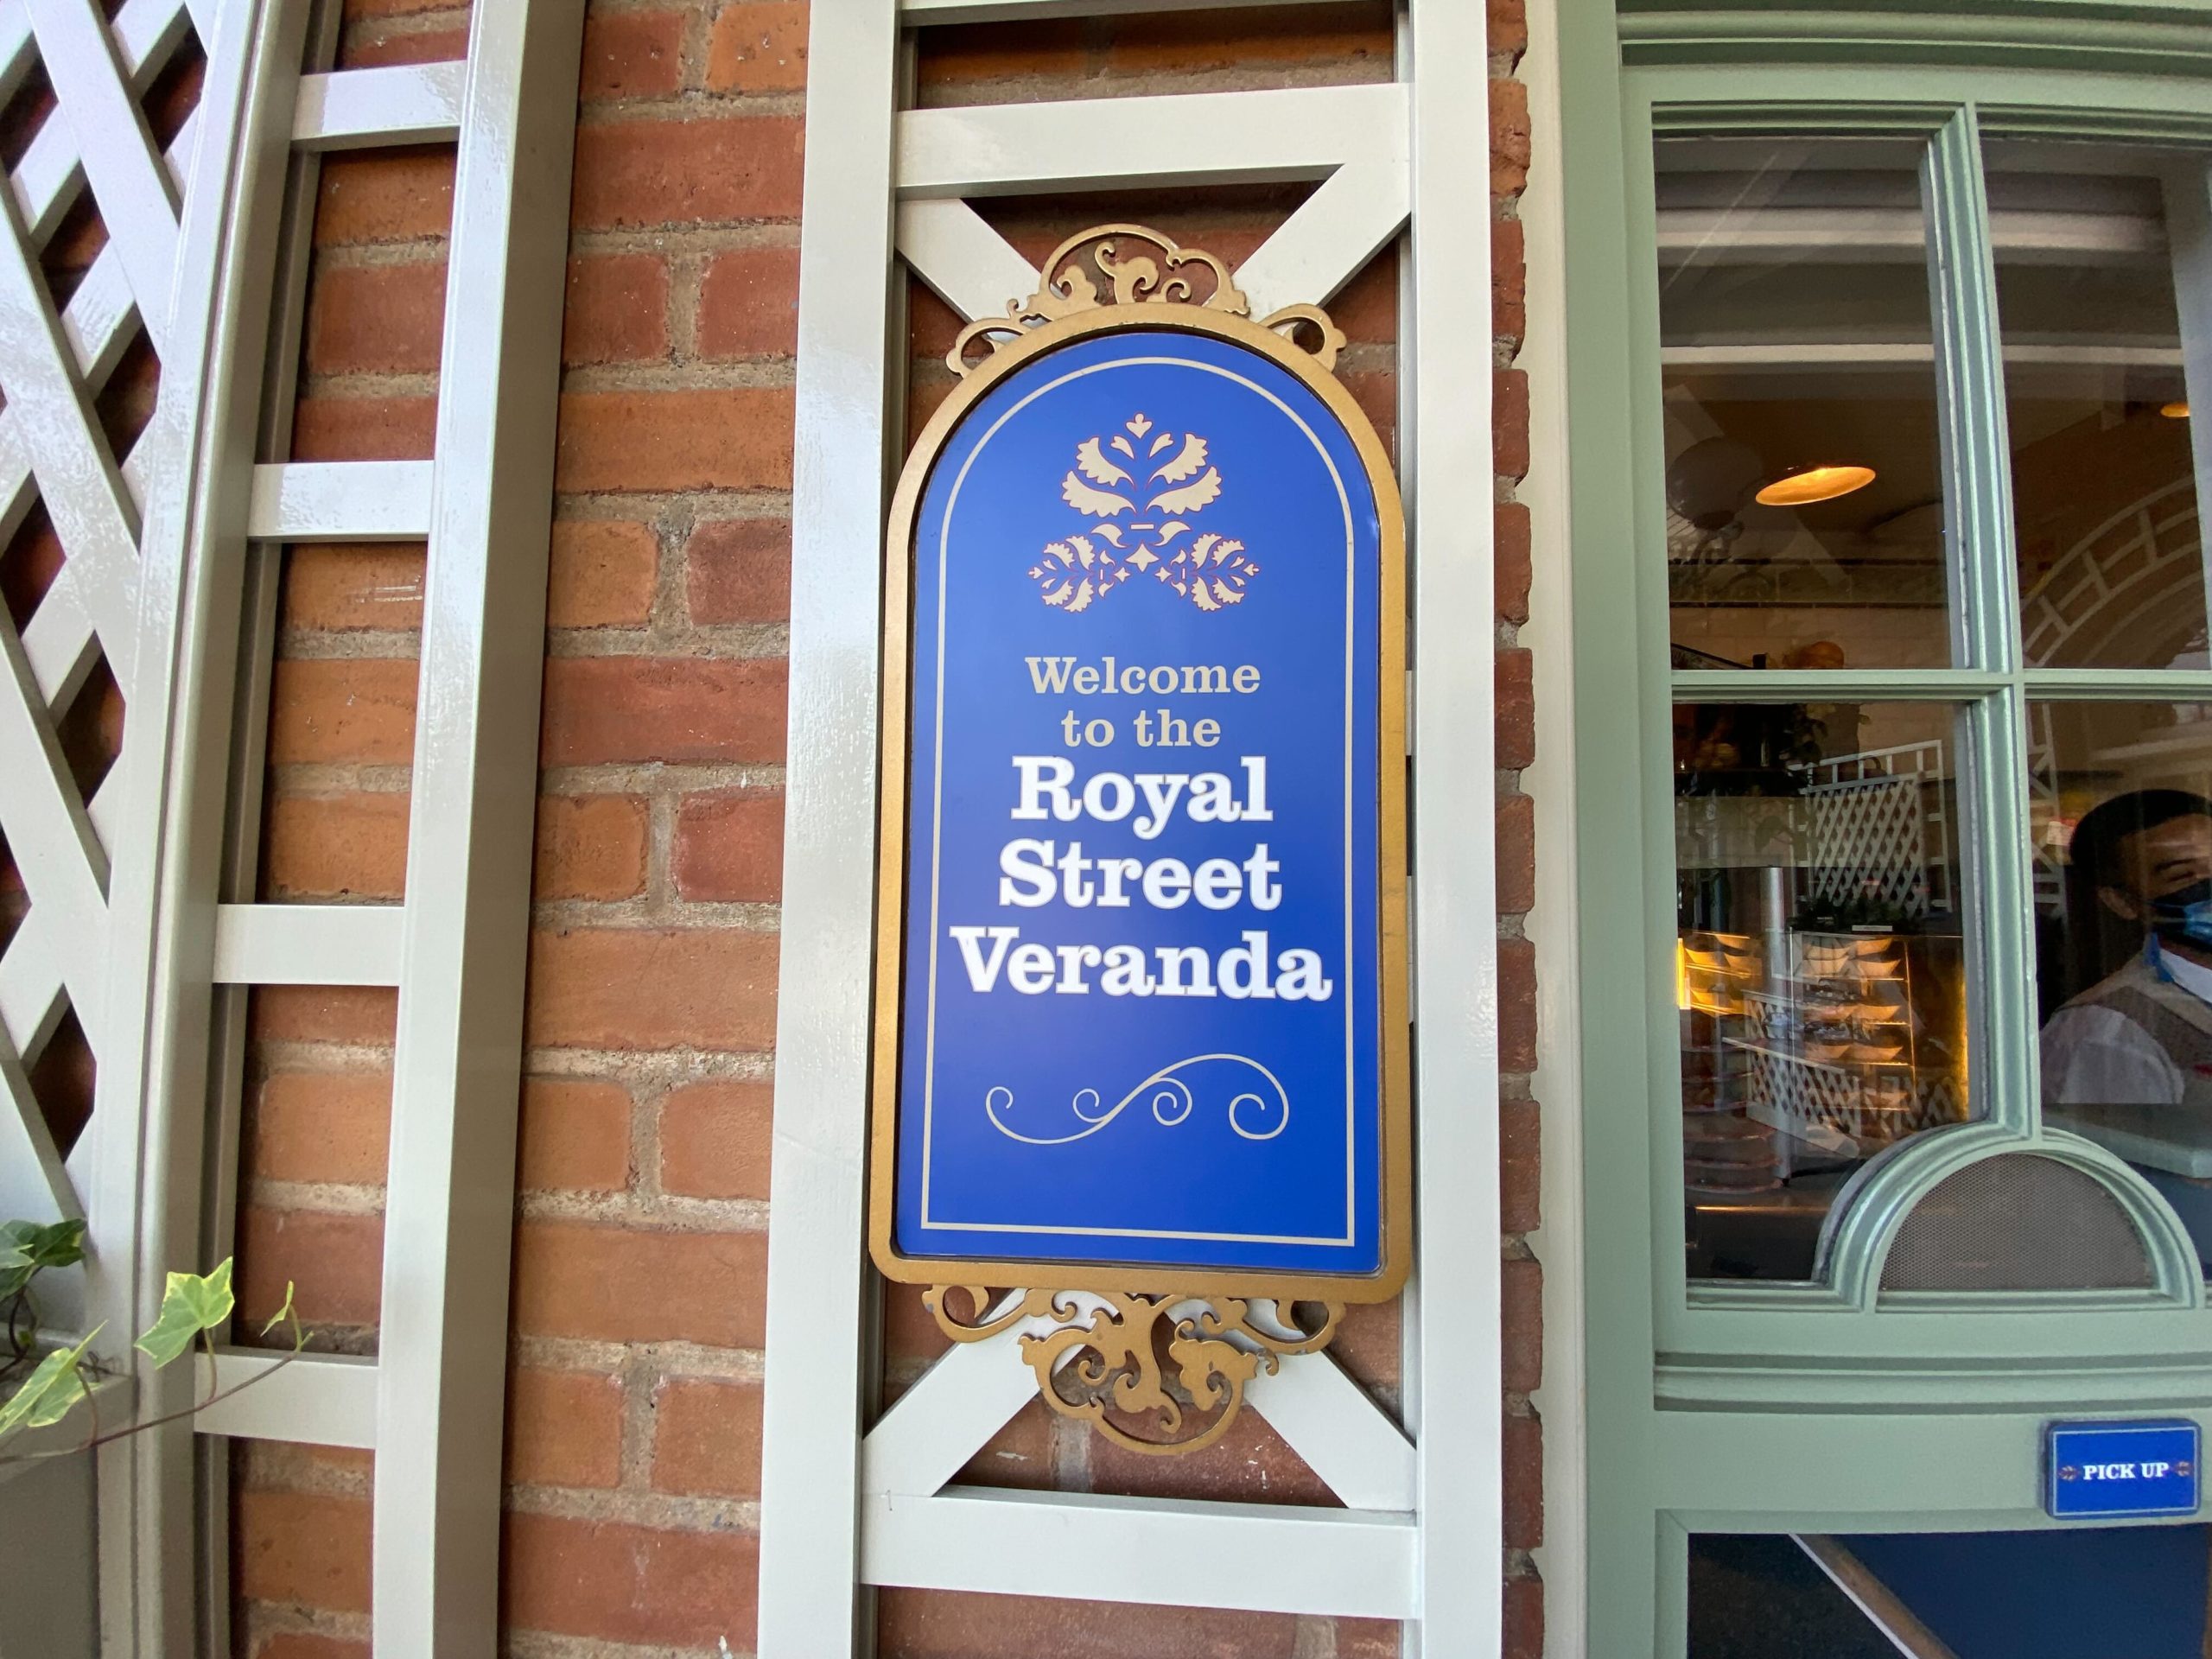 Welcome
to the
Royal
Street
Veranda
PICK UP